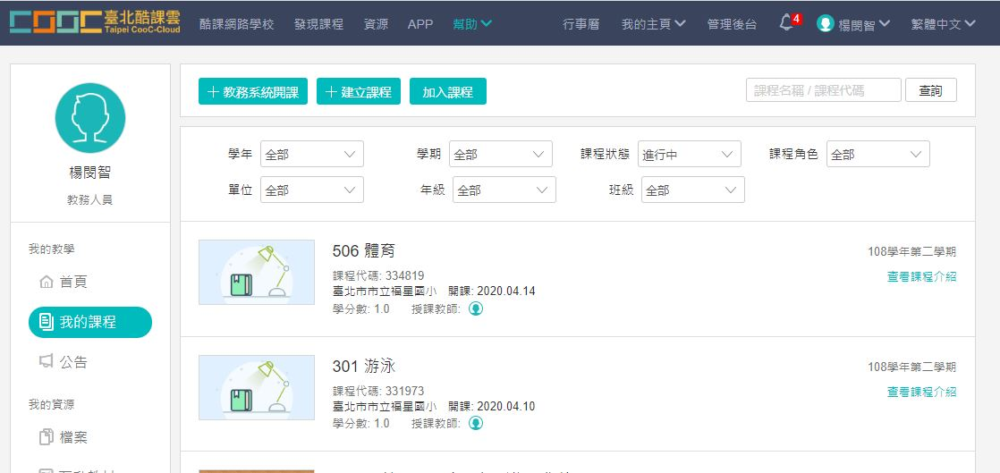 臺北酷課雲
Taipei CooC-Cloud
酷課網路學校 發現課程 資源 APP 幫助 行事曆 我的主頁 管理後台 4 楊閔智 繁體中文
楊閔智
教務人員
我的教學
首頁
我的課程
公告
我的資源
檔案
+ 教務系統開課 + 建立課程 加入課程 課程名稱 / 課程代碼 查詢
學年 全部 學期 全部 課程狀態 進行中 課程角色 全部
單位 全部 年級 全部 班級 全部
506 體育
108學年第二學期
課程代碼: 334819
查看課程介紹
臺北市市立福星國小 開課: 2020.04.14
學分數: 1.0 授課教師:
301 游泳
108學年第二學期
課程代碼: 331973
查看課程介紹
臺北市市立福星國小 開課: 2020.04.10
學分數: 1.0 授課教師: